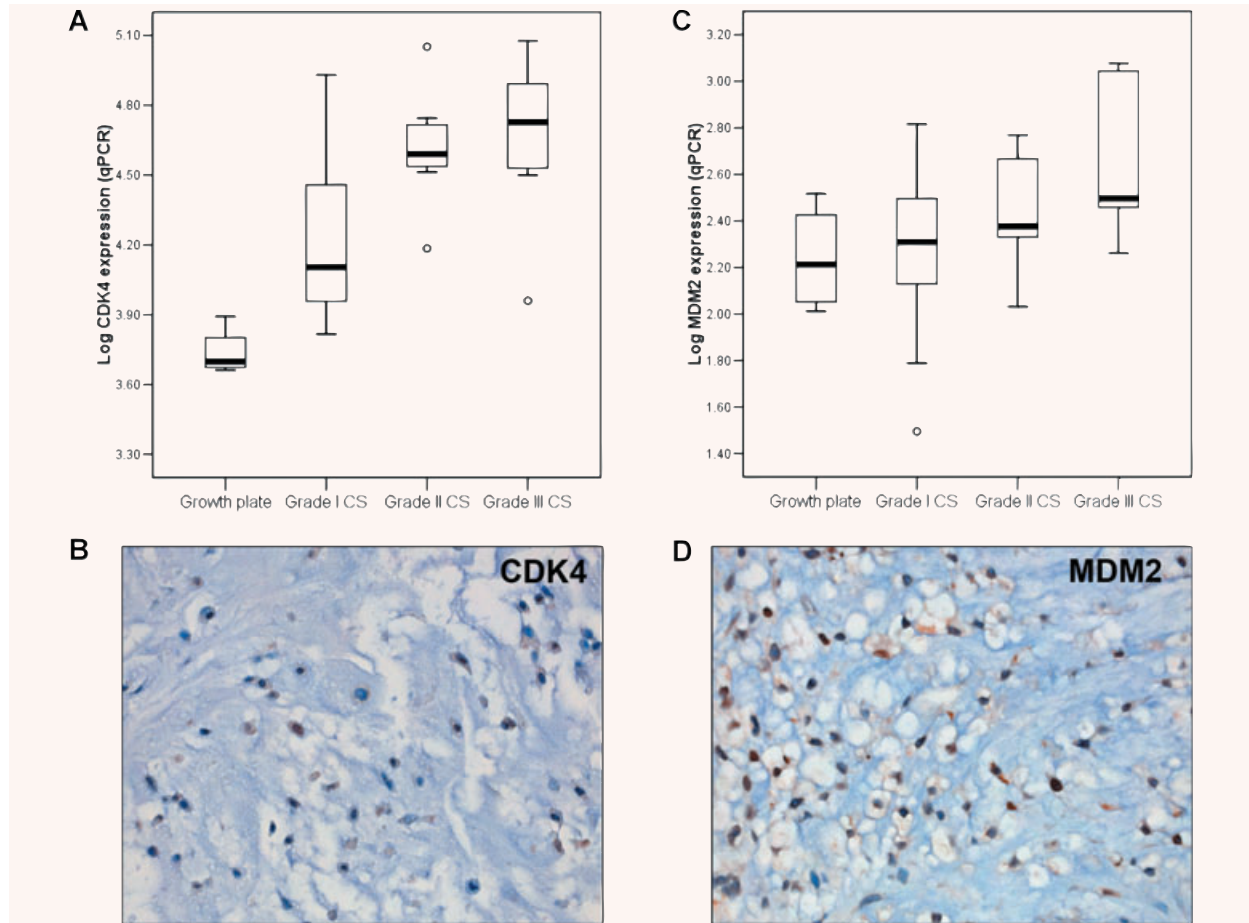 A
Log CDK4 expression (qPCR)
5.10
4.80
4.50
4.20
3.90
3.60
3.30
Growth plate Grade I CS Grade II CS Grade III CS
C
Log MDM2 expression (qPCR)
3.20
3.00
2.80
2.60
2.40
2.20
2.00
1.80
1.60
1.40
Growth plate Grade I CS Grade II CS Grade III CS
B
CDK4
D
MDM2